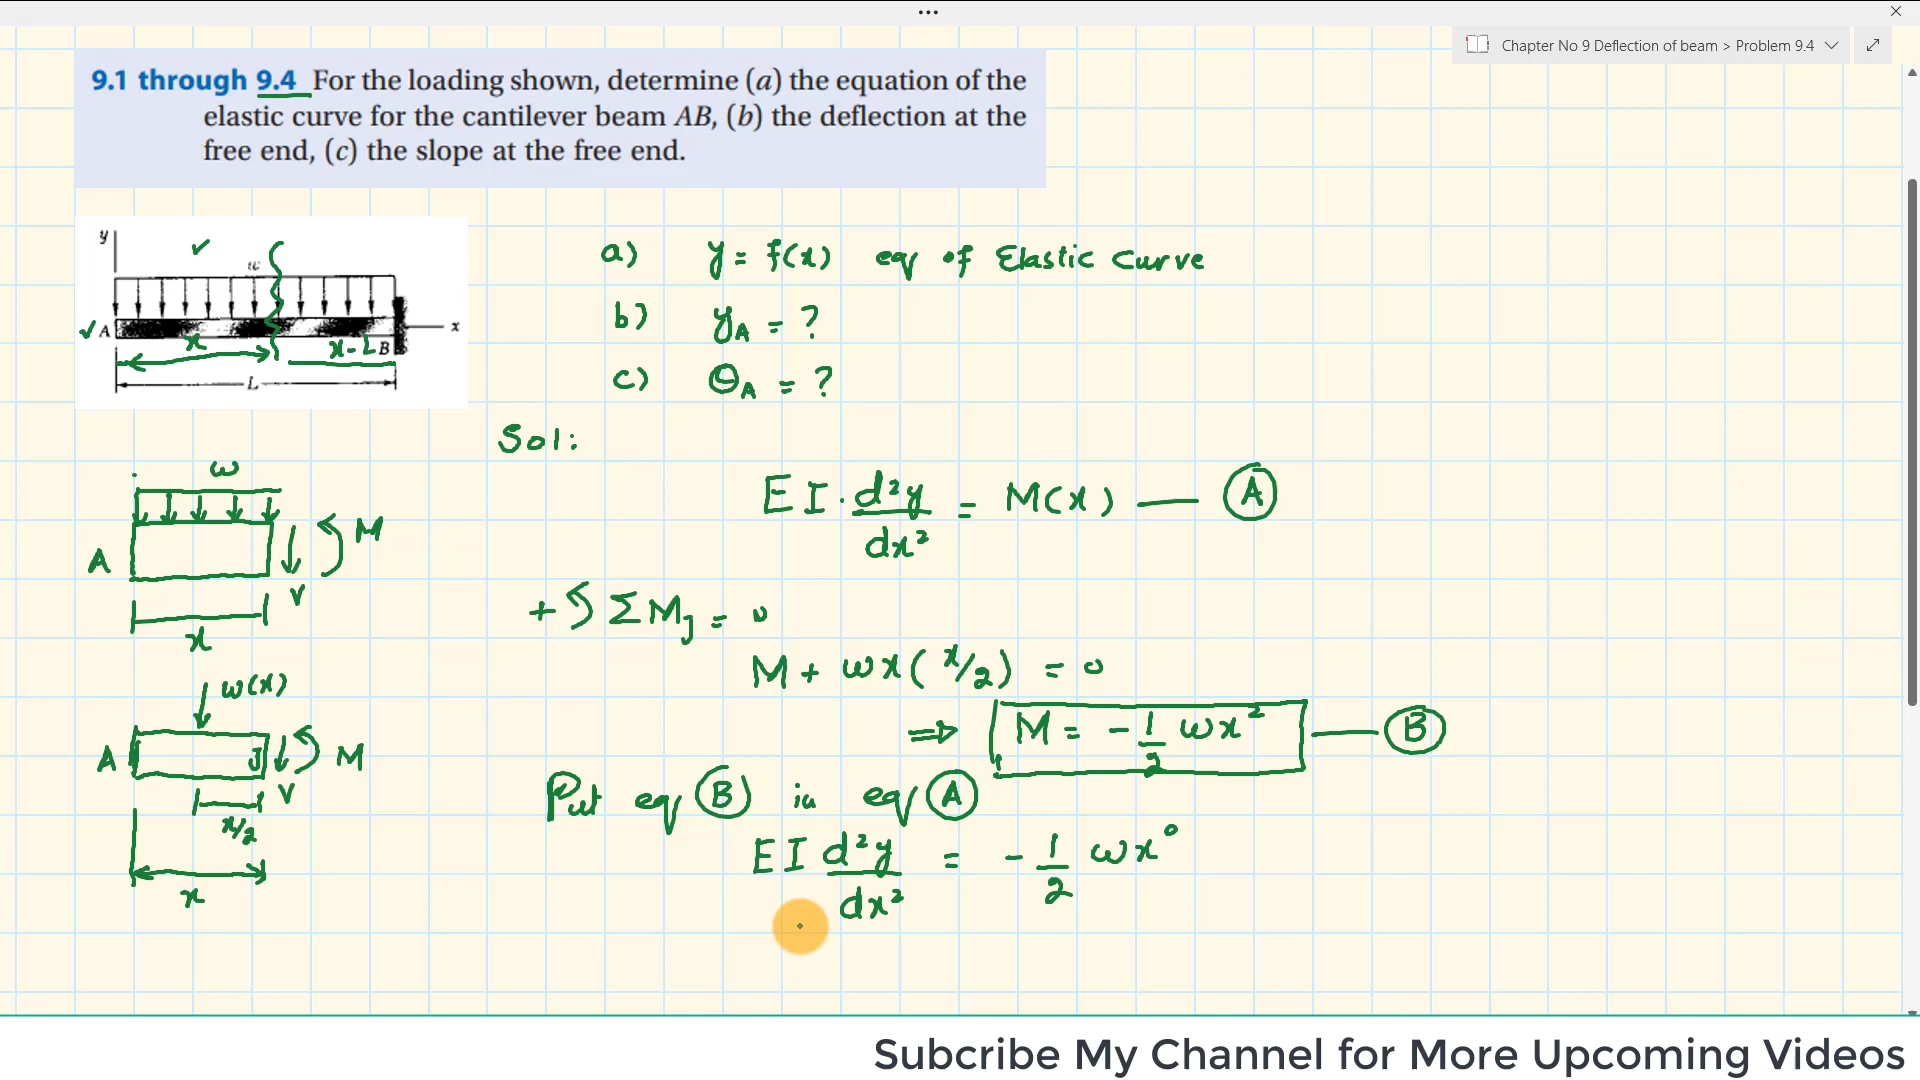 Chapter No 9 Deflection of beam > Problem 9.4
9.1 through 9.4 For the loading shown, determine (a) the equation of the
elastic curve for the cantilever beam AB, (b) the deflection at the
free end, (c) the slope at the free end.
y
w
A
x
x
x-L
B
L
a) y = f(x) eq of Elastic Curve
b) yA = ?
c) ΘA = ?
Sol:
EI. d²y/dx² = M(x) — A
+ ↺ ΣMJ = 0
M + wx(x/2) = 0
⇒ M = -1/2 wx² — B
Put eq B in eq A
EI d²y/dx² = -1/2 wx°
w
A
M
V
x
w(x)
A
J
M
V
x/2
x
Subcribe My Channel for More Upcoming Videos